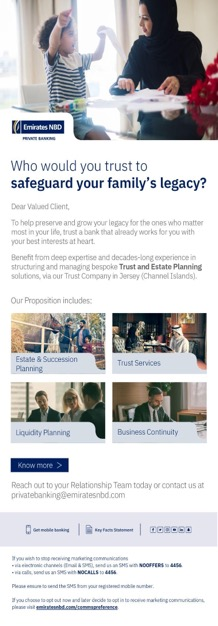 Emirates NBD
PRIVATE BANKING
Who would you trust to
safeguard your family's legacy?
Dear Valued Client,
To help preserve and grow your legacy for the ones who matter
most in your life, trust a bank that already works for you with
your best interests at heart.
Benefit from deep expertise and decades-long experience in
structuring and managing bespoke Trust and Estate Planning
solutions, via our Trust Company in Jersey (Channel Islands).
Our Proposition includes:
Estate & Succession
Planning
Trust Services
Liquidity Planning
Business Continuity
Know more >
Reach out to your Relationship Team today or contact us at
privatebanking@emiratesnbd.com
Get mobile banking
Key Facts Statement
If you wish to stop receiving marketing communications
• via electronic channels (Email & SMS), send us an SMS with NOOFFERS to 4456.
• via calls, send us an SMS with NOCALLS to 4456.
Please ensure to send the SMS from your registered mobile number.
If you choose to opt out now and later decide to opt in to receive marketing communications,
please visit emiratesnbd.com/commspreference.